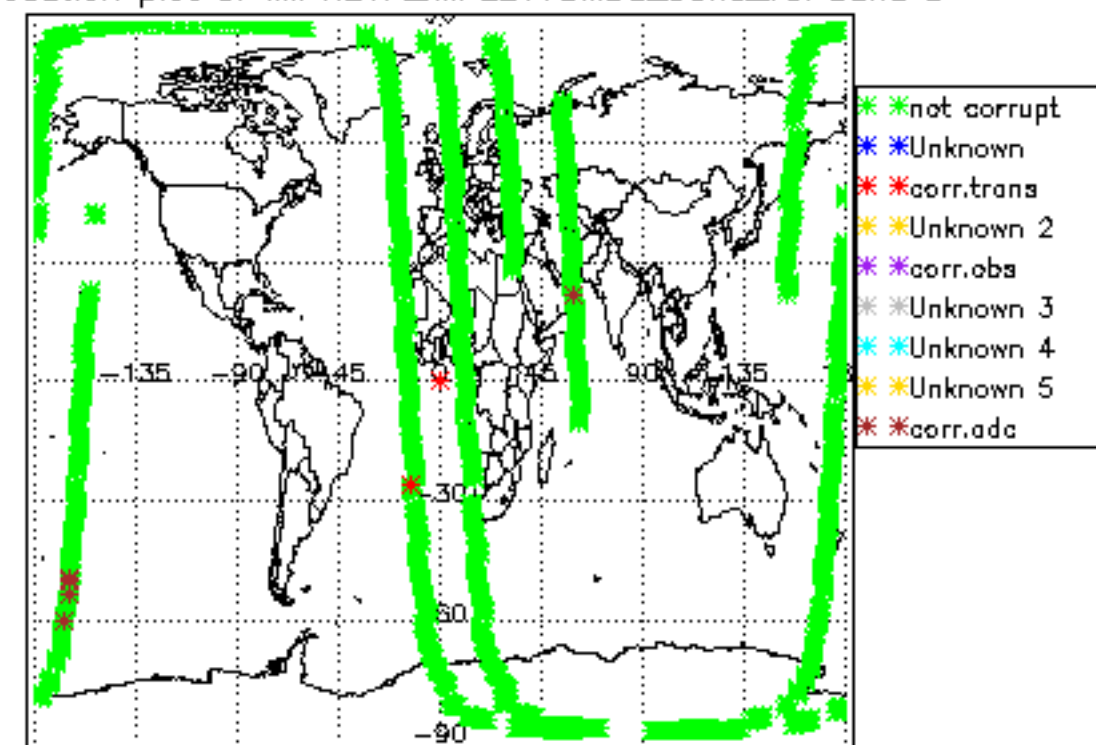 90
not corrupt
Unknown
corr.trans
Unknown 2
corr.obs
Unknown 3
Unknown 4
Unknown 5
corr.adc
-135 -90 -45 45 90 135
-30
-60
-90